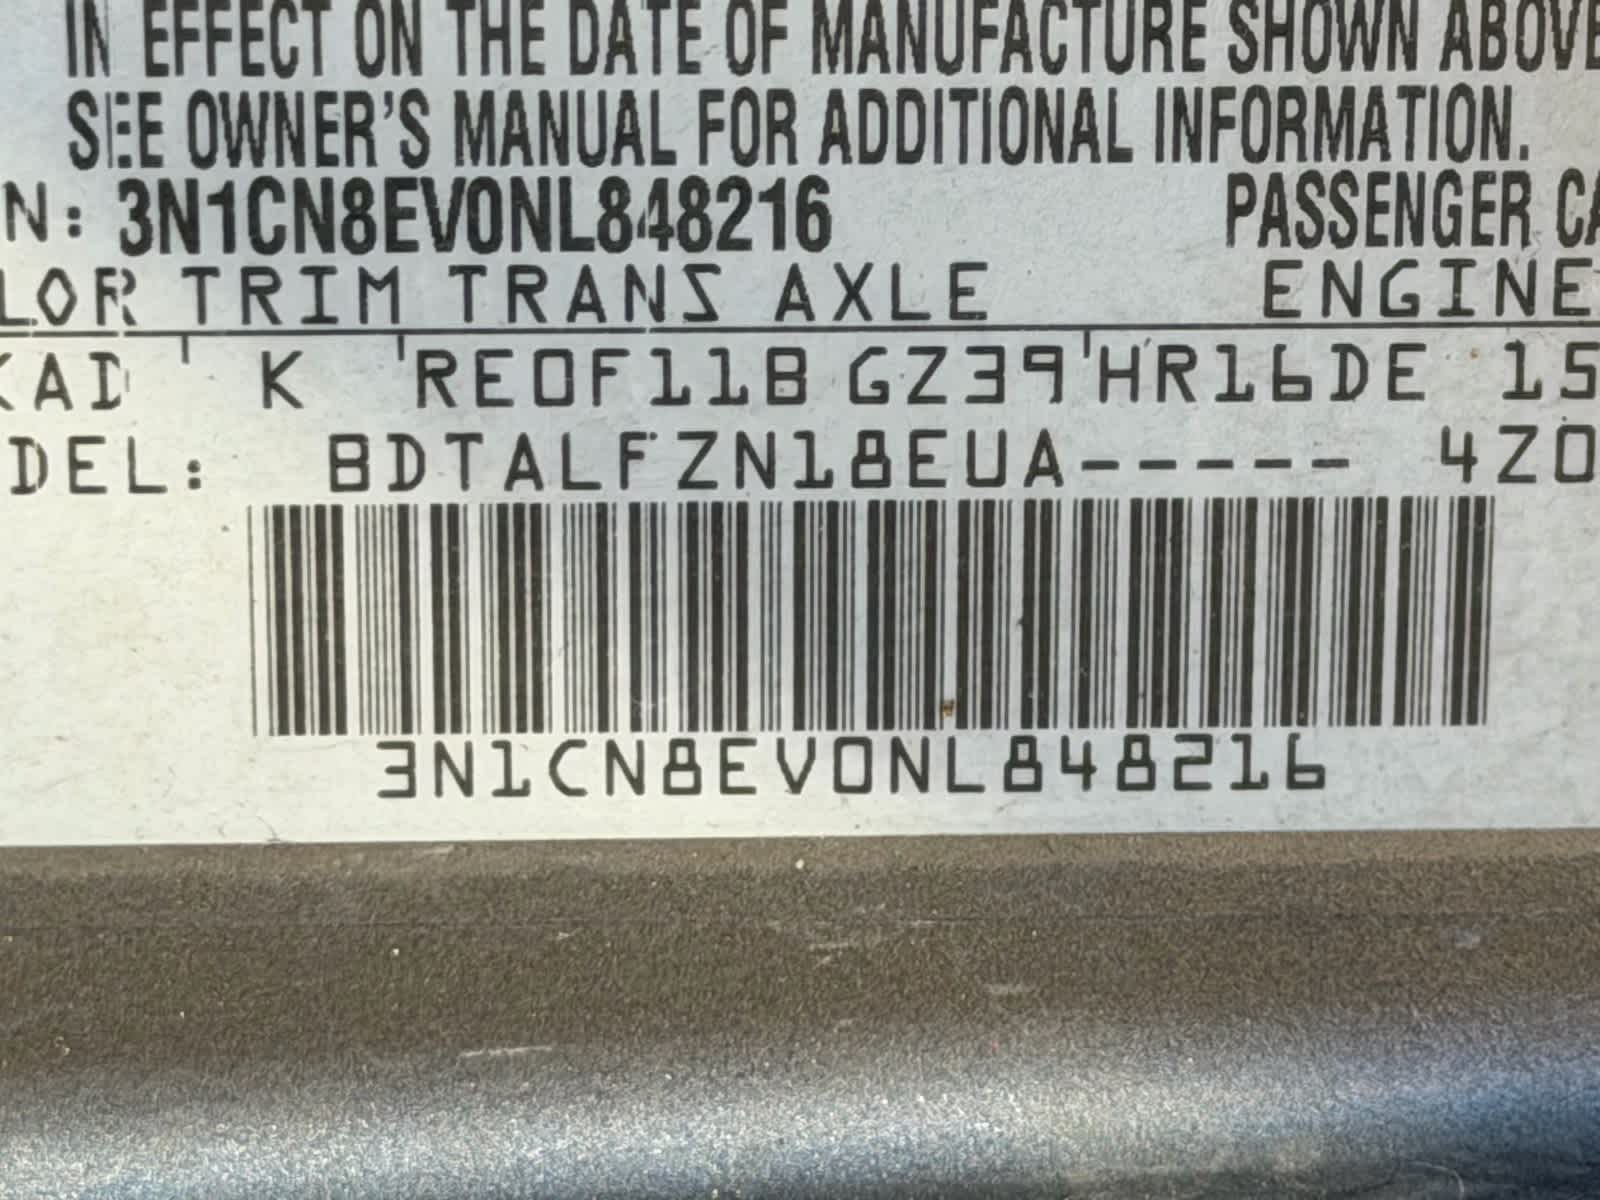 IN EFFECT ON THE DATE OF MANUFACTURE SHOWN ABOVE
SEE OWNER'S MANUAL FOR ADDITIONAL INFORMATION.
N: 3N1CN8EV0NL848216 PASSENGER CA
LOR TRIM TRANS AXLE ENGINE
KAD K RE0F11B GZ39 HR16DE 15
DEL: BDTALFZN18EUA----- 4Z0
3N1CN8EV0NL848216